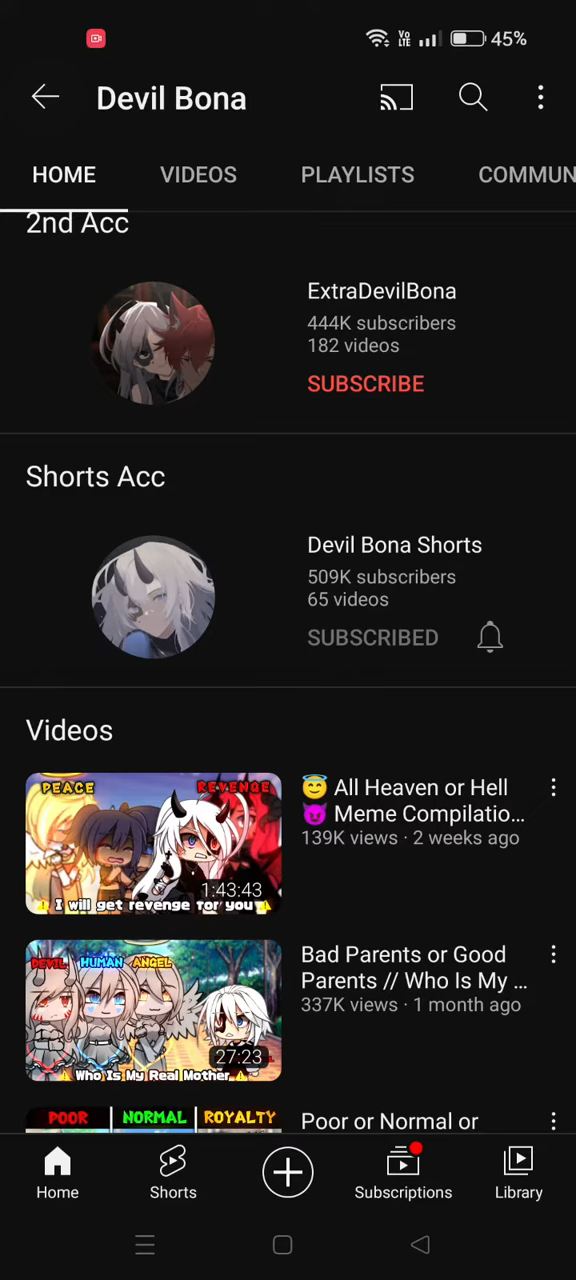 Vo
LTE
45%
Devil Bona
HOME
VIDEOS
PLAYLISTS
COMMUN
2nd Acc
ExtraDevilBona
444K subscribers
182 videos
SUBSCRIBE
Shorts Acc
Devil Bona Shorts
509K subscribers
65 videos
SUBSCRIBED
Videos
PEACE
REVENGE
1:43:43
I will get revenge for you
😇 All Heaven or Hell
😈 Meme Compilatio...
139K views · 2 weeks ago
DEVIL
HUMAN
ANGEL
27:23
Who Is My Real Mother
Bad Parents or Good
Parents // Who Is My ...
337K views · 1 month ago
POOR
NORMAL
ROYALTY
Poor or Normal or
Home
Shorts
Subscriptions
Library